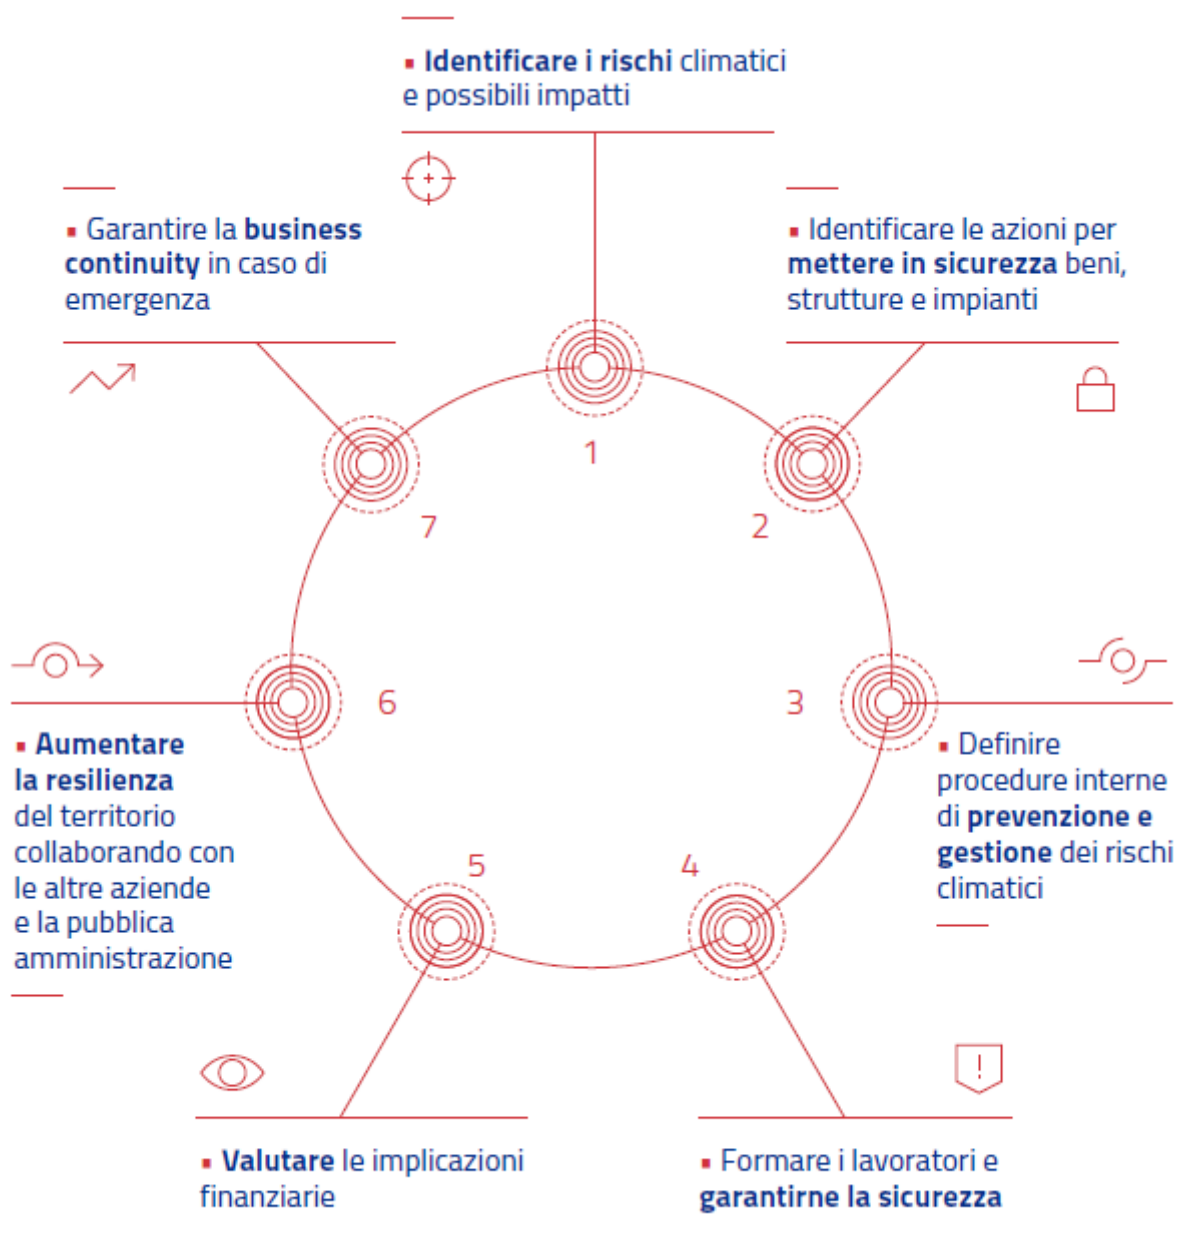 ▪ Identificare i rischi climatici
e possibili impatti
1
▪ Identificare le azioni per
mettere in sicurezza beni,
strutture e impianti
2
▪ Definire
procedure interne
di prevenzione e
gestione dei rischi
climatici
3
▪ Formare i lavoratori e
garantirne la sicurezza
4
▪ Valutare le implicazioni
finanziarie
5
▪ Aumentare
la resilienza
del territorio
collaborando con
le altre aziende
e la pubblica
amministrazione
6
▪ Garantire la business
continuity in caso di
emergenza
7